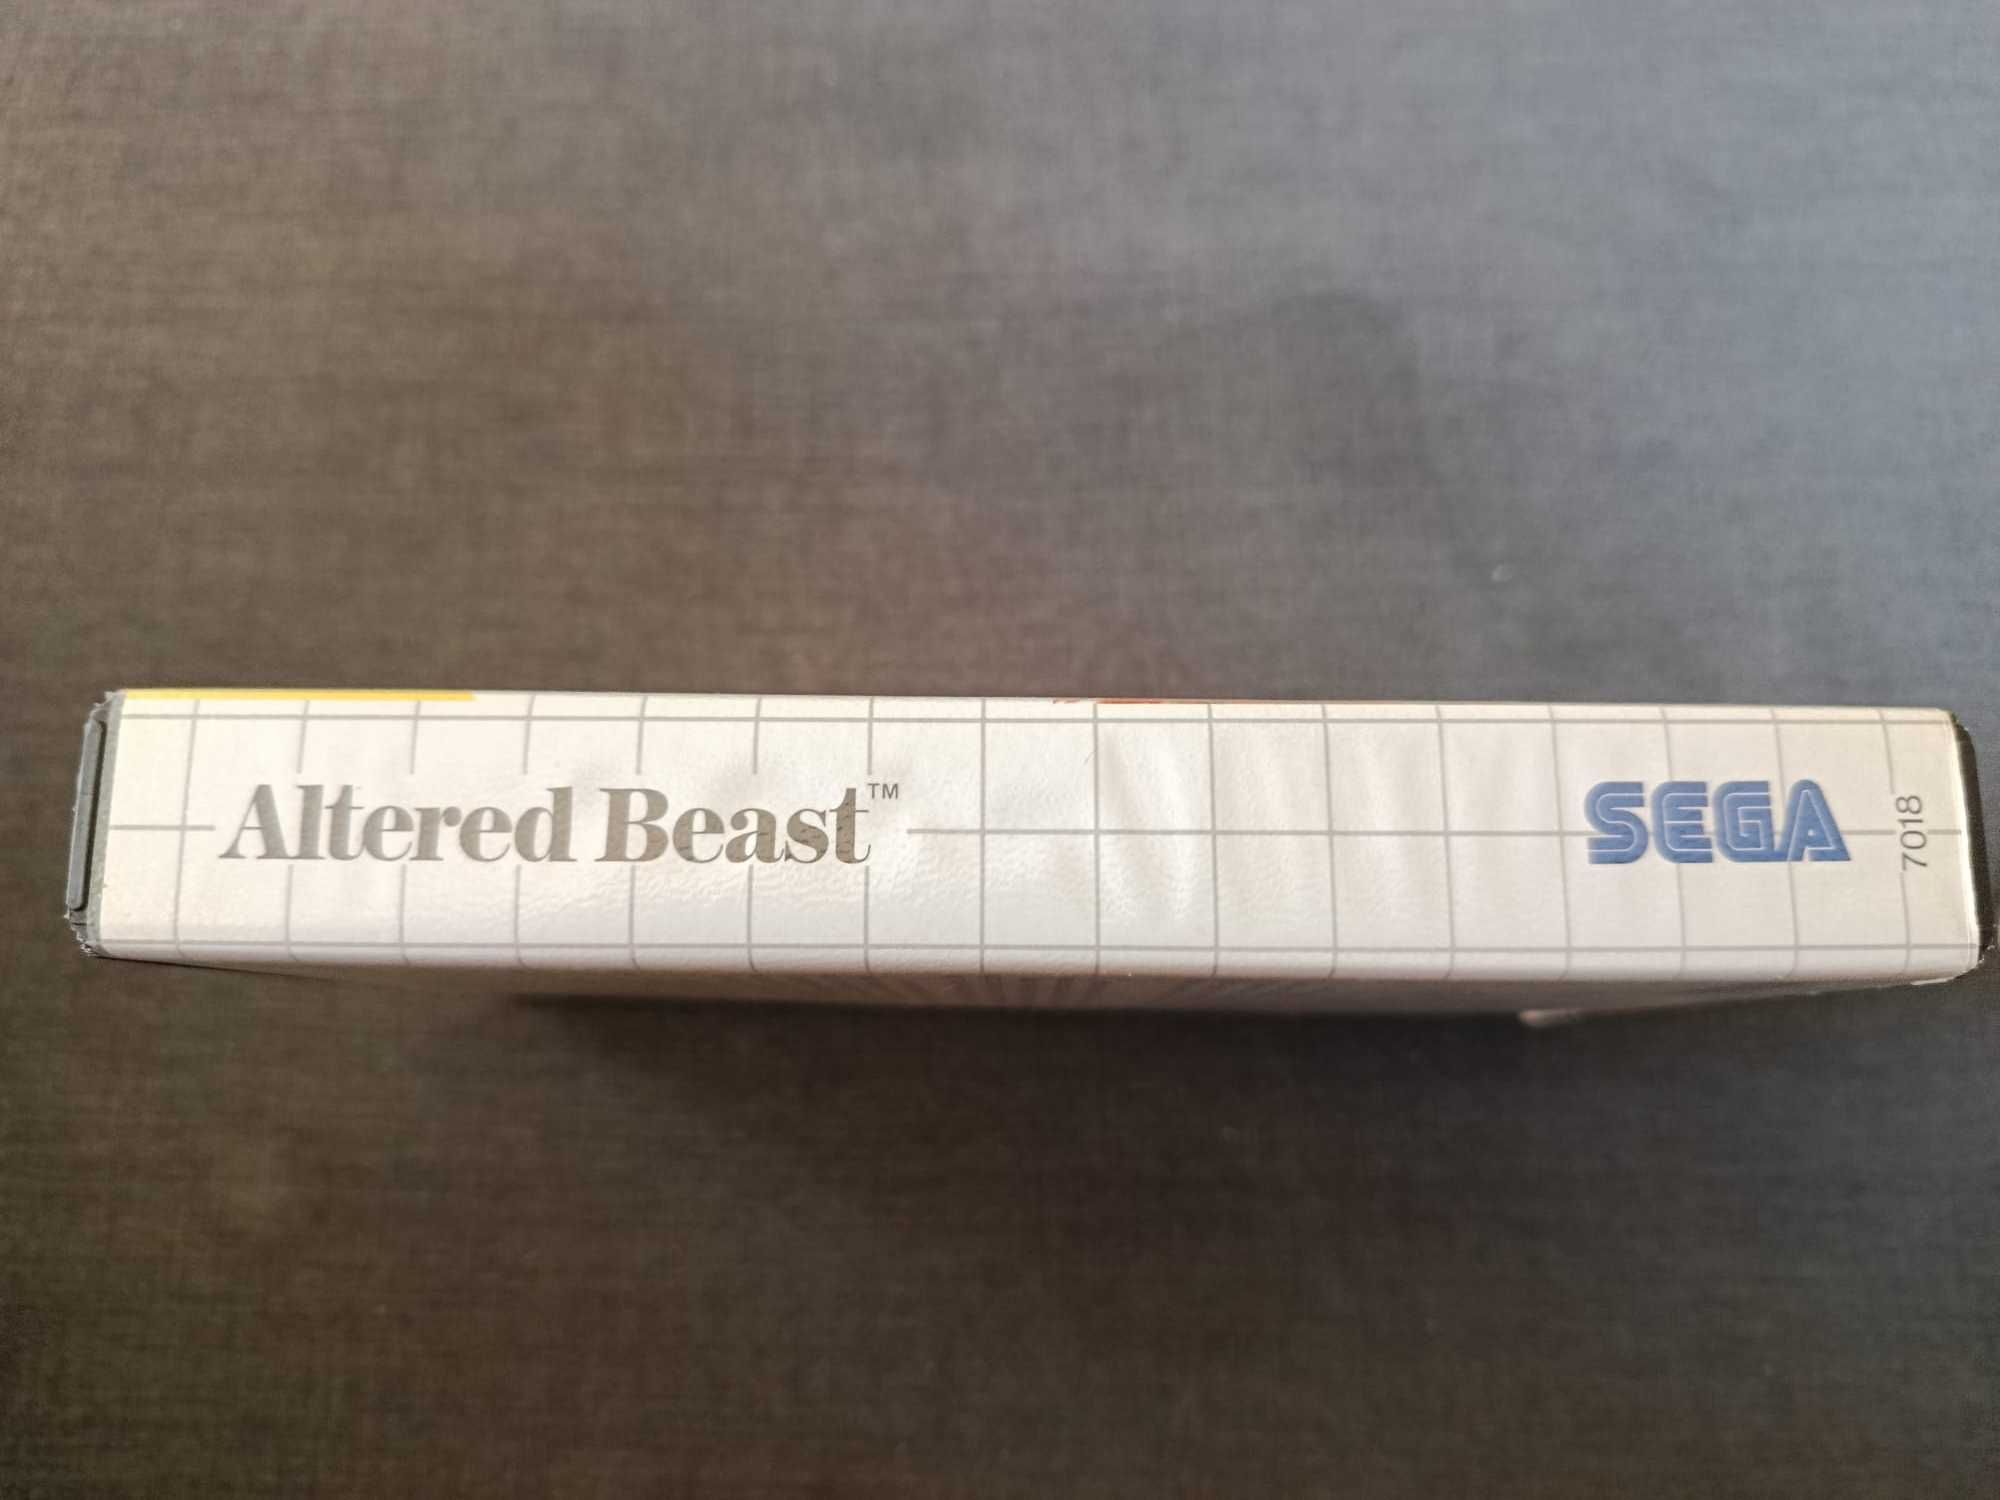 Altered Beast™
SEGA
7018